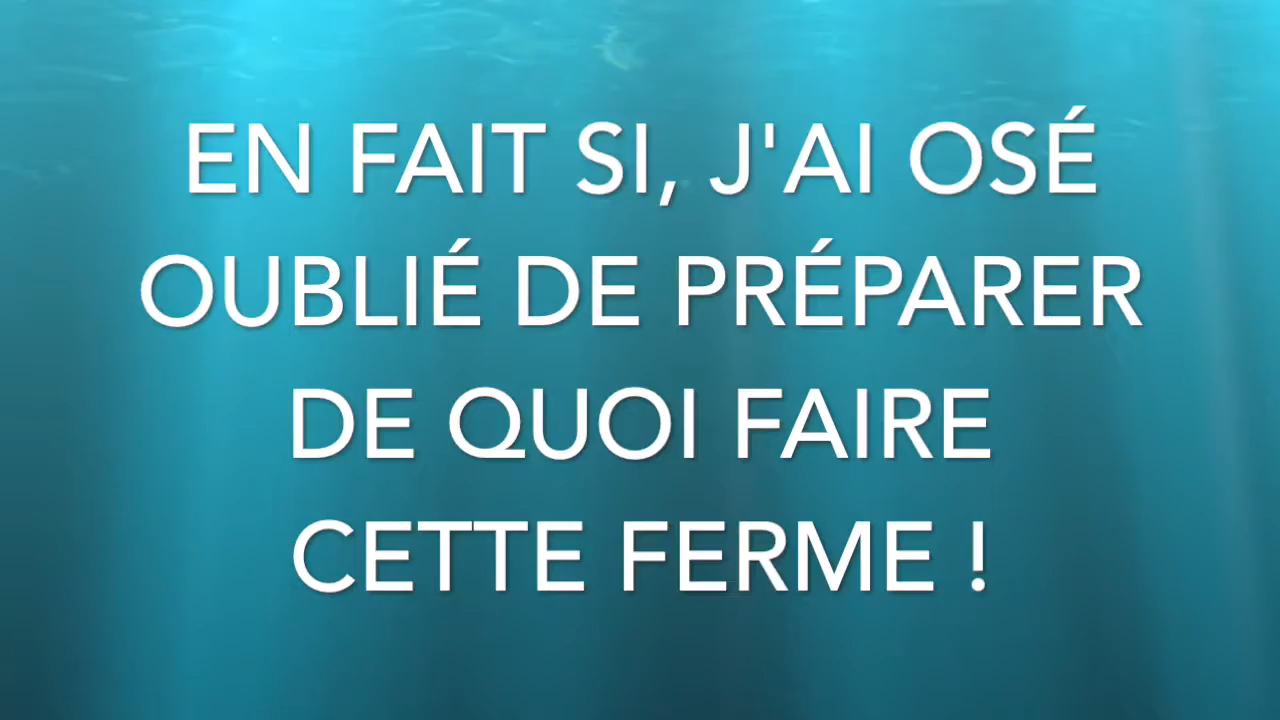 EN FAIT SI, J'AI OSÉ
OUBLIÉ DE PRÉPARER
DE QUOI FAIRE
CETTE FERME !